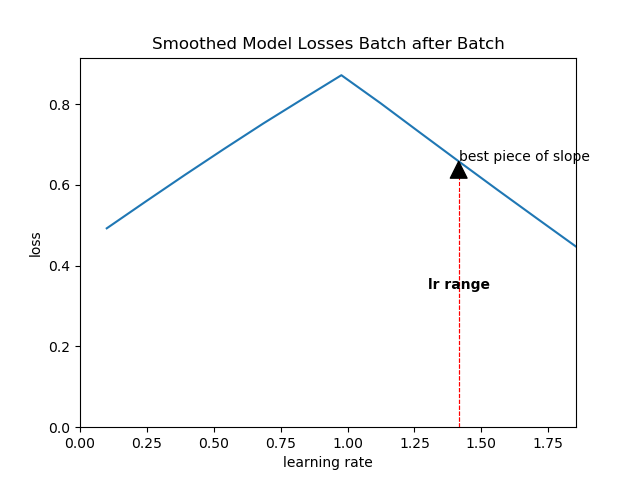 Smoothed Model Losses Batch after Batch
0.8
best piece of slope
0.6
loss
0.4
lr range
0.2
0.0
0.00 0.25 0.50 0.75 1.00 1.25 1.50 1.75
learning rate